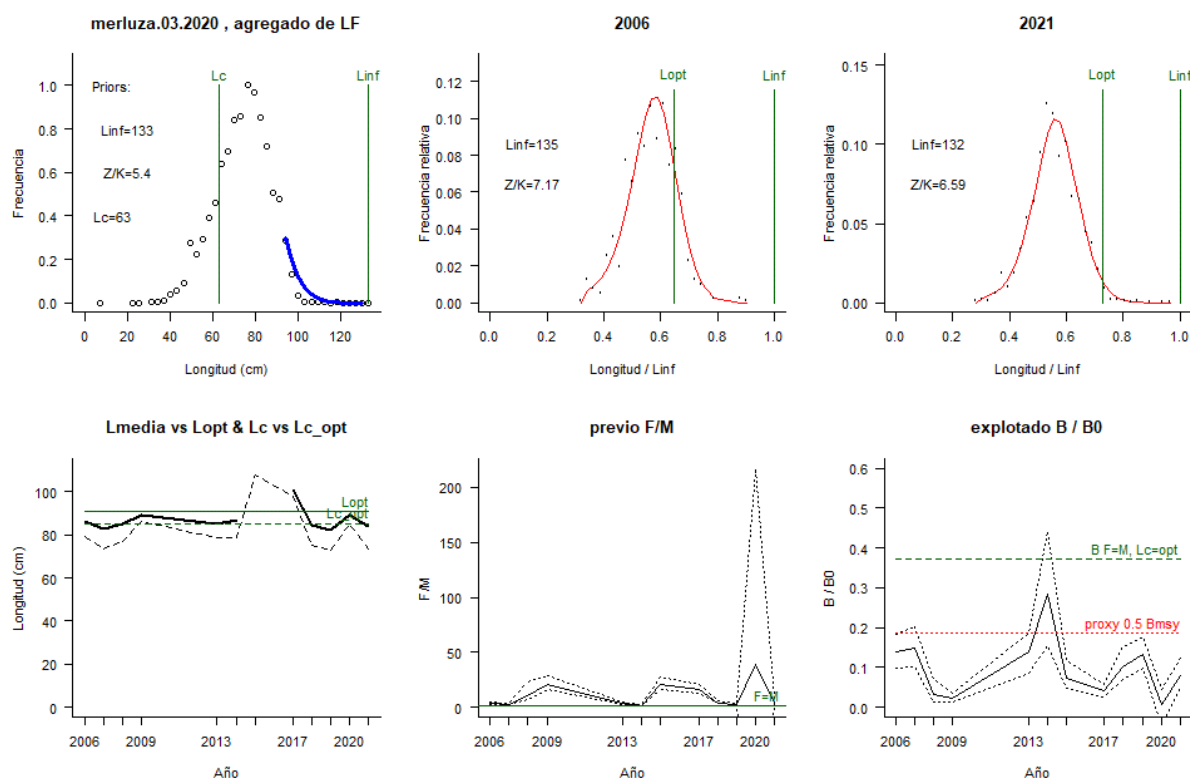 merluza.03.2020 , agregado de LF
Frecuencia
1.0
0.8
0.6
0.4
0.2
0.0
Priors:
Linf=133
Z/K=5.4
Lc=63
Lc
Linf
0 20 40 60 80 100 120
Longitud (cm)
2006
Frecuencia relativa
0.12
0.10
0.08
0.06
0.04
0.02
0.00
Linf=135
Z/K=7.17
Lopt
Linf
0.0 0.2 0.4 0.6 0.8 1.0
Longitud / Linf
2021
Frecuencia relativa
0.15
0.10
0.05
0.00
Linf=132
Z/K=6.59
Lopt
Linf
0.0 0.2 0.4 0.6 0.8 1.0
Longitud / Linf
Lmedia vs Lopt & Lc vs Lc_opt
Longitud (cm)
100
80
60
40
20
0
Lopt
Lc_opt
2006 2009 2013 2017 2020
Año
previo F/M
F/M
200
150
100
50
0
F=M
2006 2009 2013 2017 2020
Año
explotado B / B0
B / B0
0.6
0.5
0.4
0.3
0.2
0.1
0.0
B F=M, Lc=opt
proxy 0.5 Bmsy
2006 2009 2013 2017 2020
Año